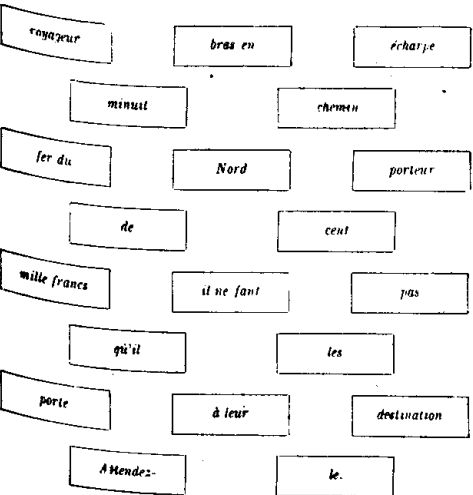 voyageur bras en écharpe
minuit chemin
fer du Nord porteur
de cent
mille francs il ne faut pas
qu'il les
porte à leur destination
Attendez- le.